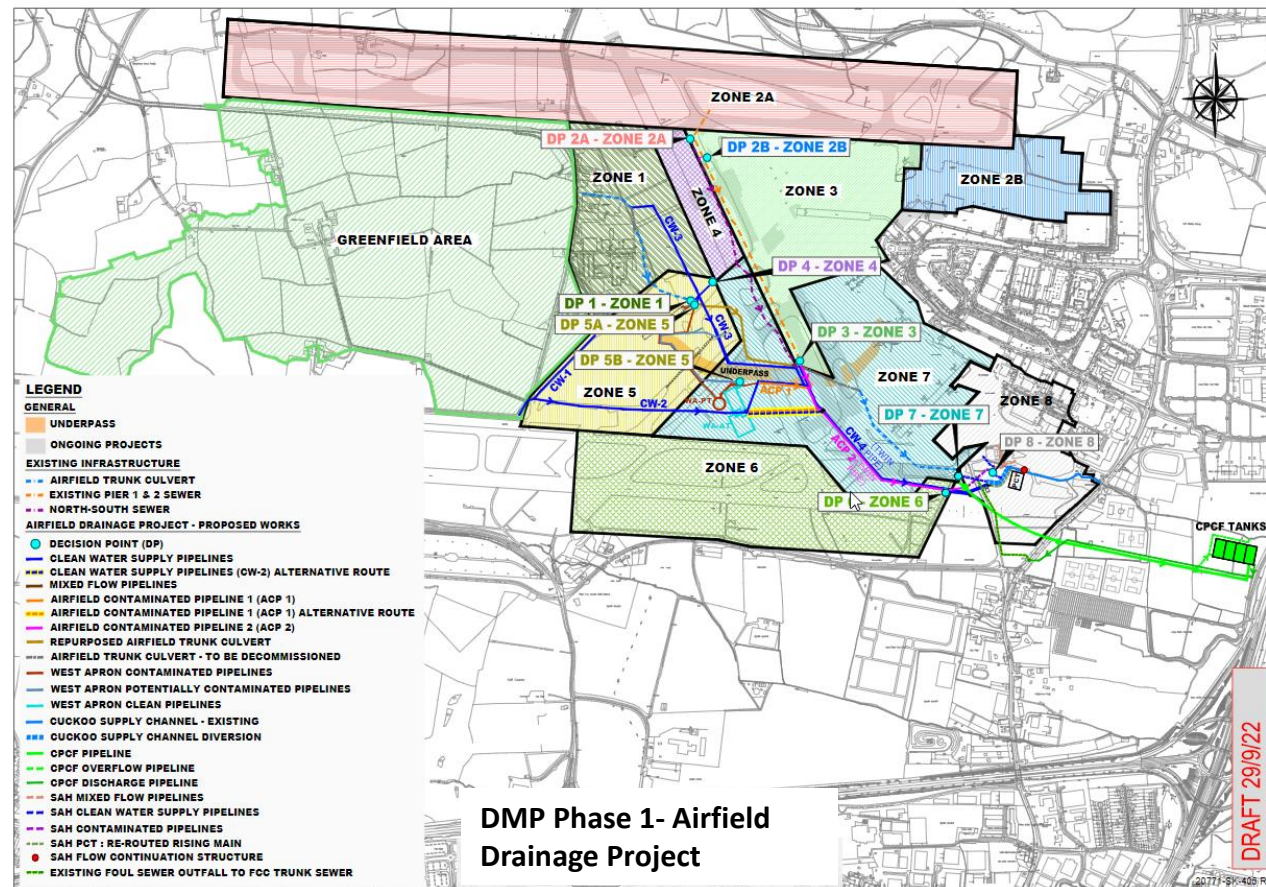 N
ZONE 2A
DP 2A - ZONE 2A
DP 2B - ZONE 2B
ZONE 1
ZONE 4
ZONE 3
ZONE 2B
GREENFIELD AREA
CW-3
DP 4 - ZONE 4
DP 1 - ZONE 1
DP 5A - ZONE 5
CW-3
DP 3 - ZONE 3
DP 5B - ZONE 5
UNDERPASS
CW-1
ZONE 5
ACP 1
ZONE 7
ZONE 8
WA-PT
CW-2
DP 7 - ZONE 7
CW-4
(TWIN PIPE)
ACP 2
DP 8 - ZONE 8
ZONE 6
PCT
ZONE 6
CPCF TANKS
LEGEND
GENERAL
UNDERPASS
ONGOING PROJECTS
EXISTING INFRASTRUCTURE
AIRFIELD TRUNK CULVERT
EXISTING PIER 1 & 2 SEWER
NORTH-SOUTH SEWER
AIRFIELD DRAINAGE PROJECT - PROPOSED WORKS
DECISION POINT (DP)
CLEAN WATER SUPPLY PIPELINES
CLEAN WATER SUPPLY PIPELINES (CW-2) ALTERNATIVE ROUTE
MIXED FLOW PIPELINES
AIRFIELD CONTAMINATED PIPELINE 1 (ACP 1)
AIRFIELD CONTAMINATED PIPELINE 1 (ACP 1) ALTERNATIVE ROUTE
AIRFIELD CONTAMINATED PIPELINE 2 (ACP 2)
REPURPOSED AIRFIELD TRUNK CULVERT
AIRFIELD TRUNK CULVERT - TO BE DECOMMISSIONED
WEST APRON CONTAMINATED PIPELINES
WEST APRON POTENTIALLY CONTAMINATED PIPELINES
WEST APRON CLEAN PIPELINES
CUCKOO SUPPLY CHANNEL - EXISTING
CUCKOO SUPPLY CHANNEL DIVERSION
CPCF PIPELINE
CPCF OVERFLOW PIPELINE
CPCF DISCHARGE PIPELINE
SAH MIXED FLOW PIPELINES
SAH CLEAN WATER SUPPLY PIPELINES
SAH CONTAMINATED PIPELINES
SAH PCT : RE-ROUTED RISING MAIN
SAH FLOW CONTINUATION STRUCTURE
EXISTING FOUL SEWER OUTFALL TO FCC TRUNK SEWER
DMP Phase 1- Airfield
Drainage Project
DRAFT 29/9/22